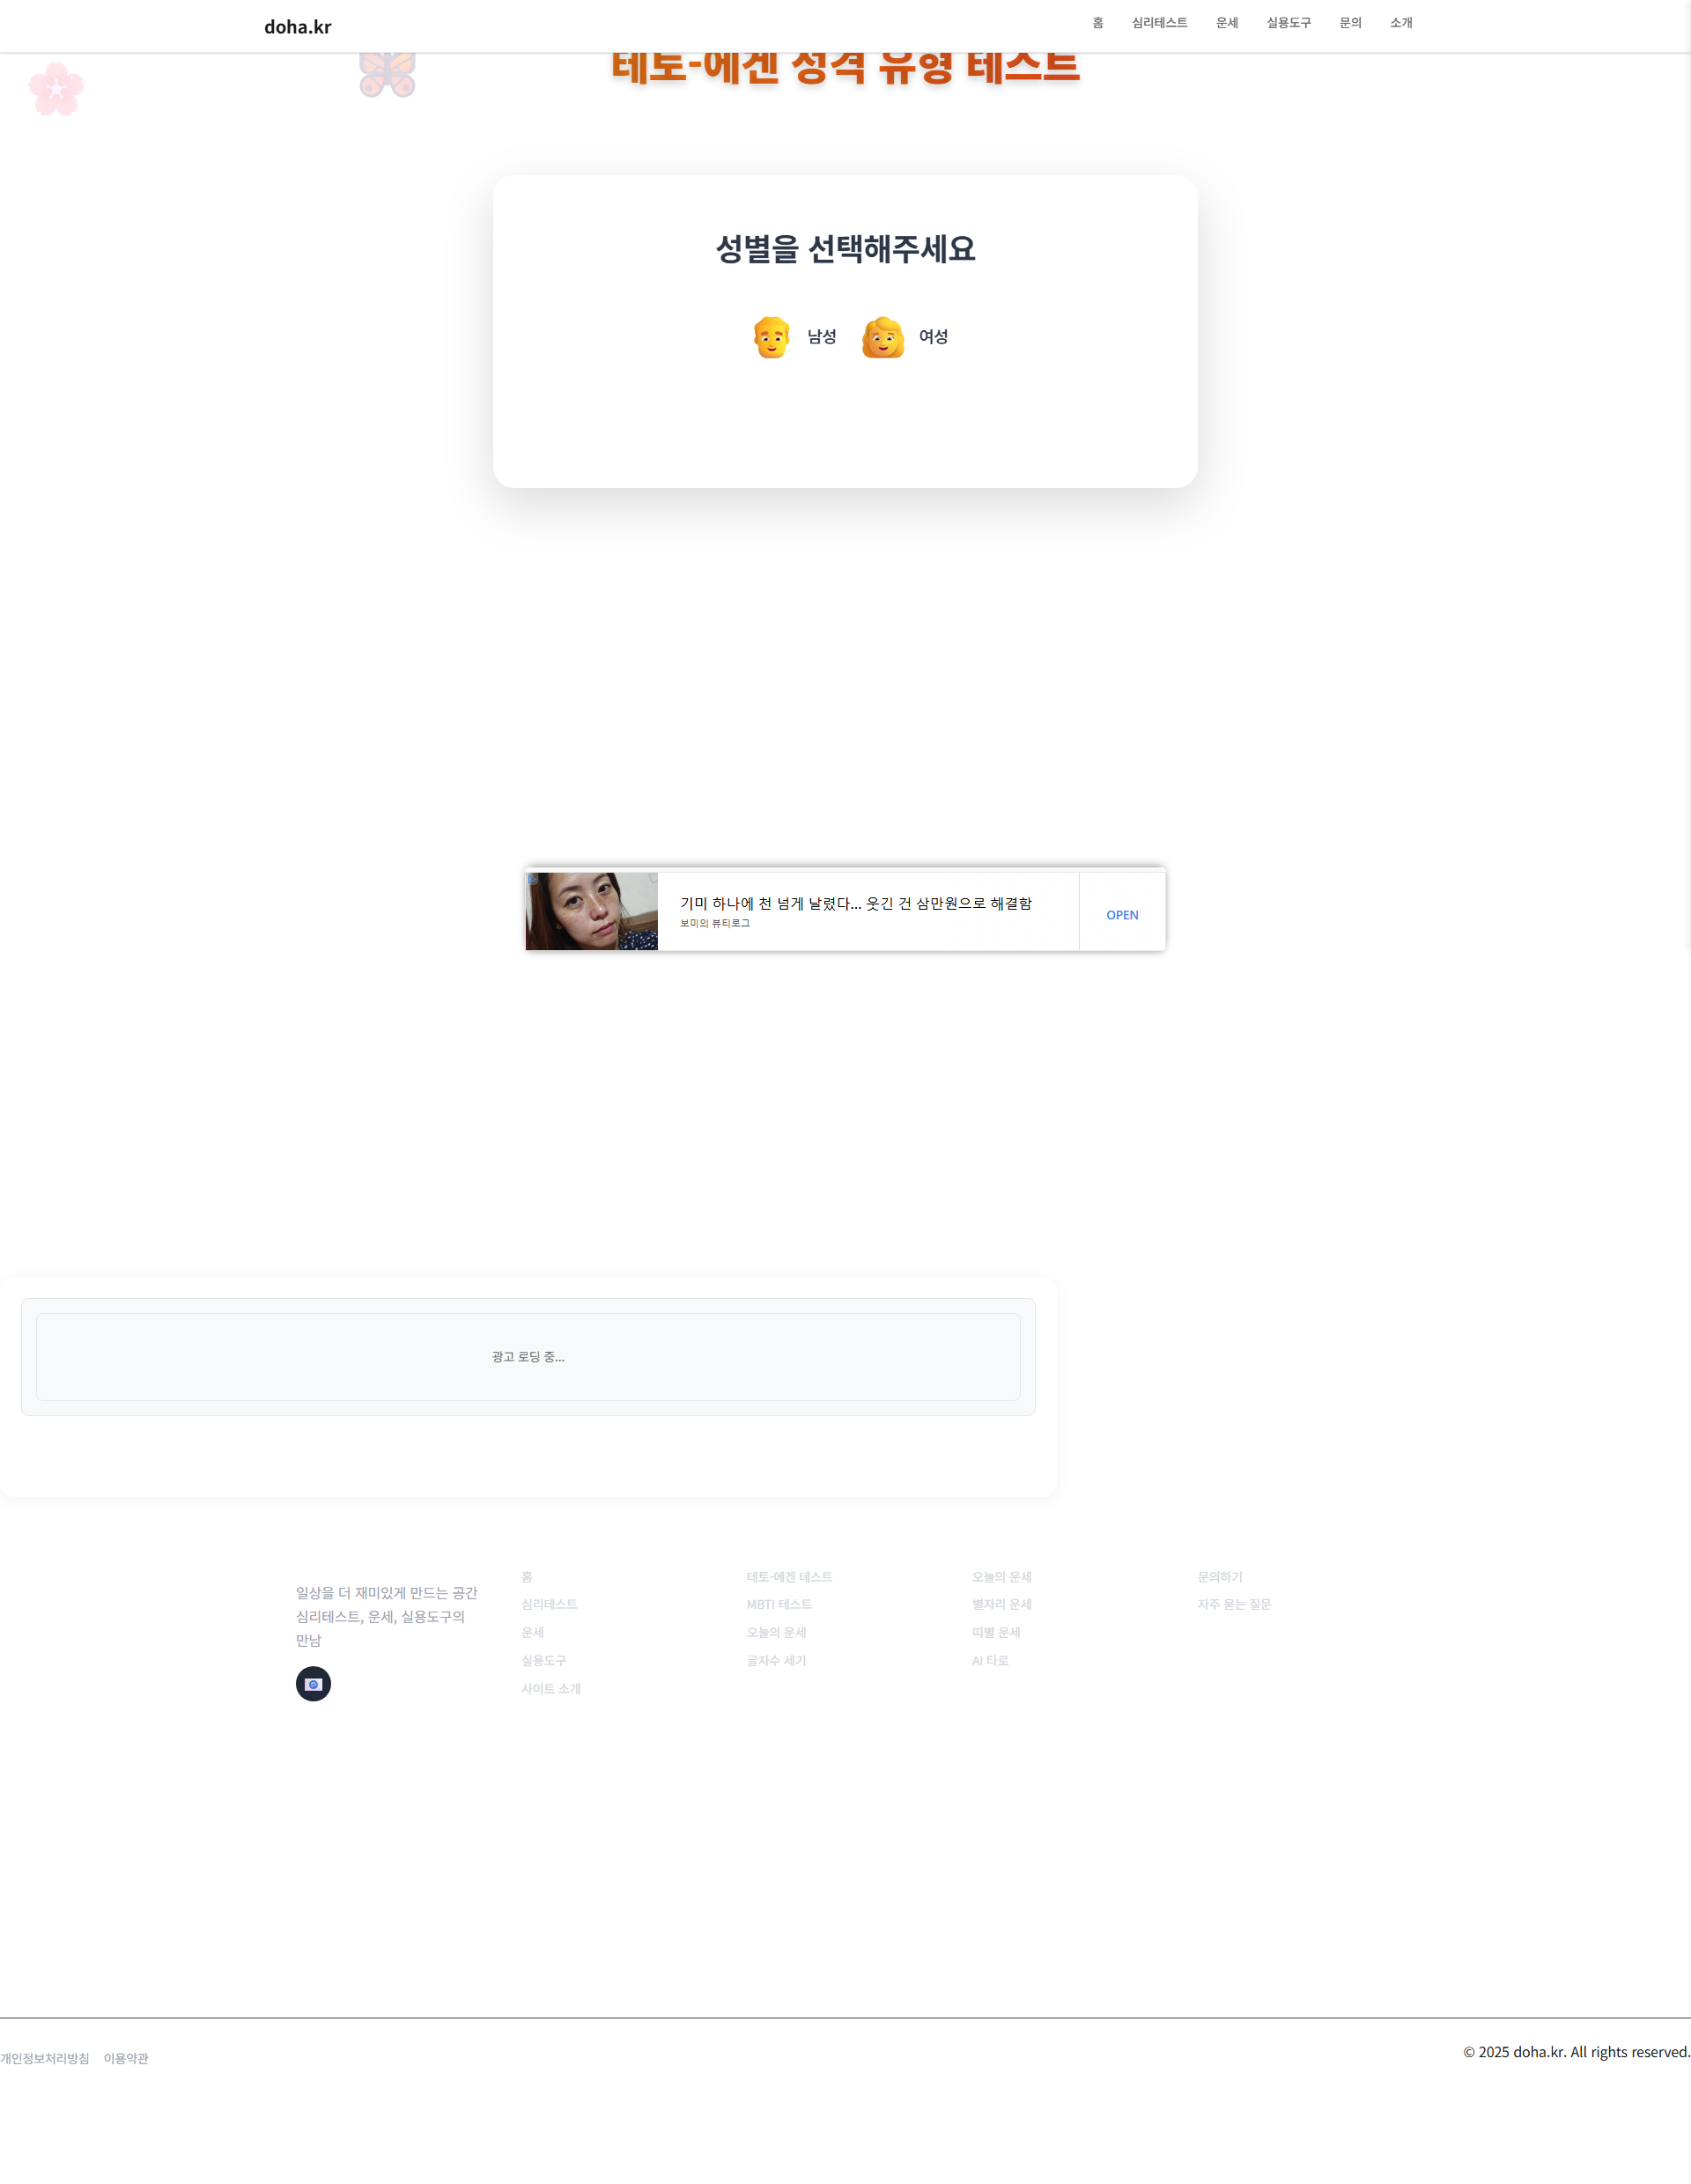 doha.kr
홈 심리테스트 운세 실용도구 문의 소개
테토-에겐 성격 유형 테스트
성별을 선택해주세요
남성 여성
기미 하나에 천 넘게 날렸다... 웃긴 건 삼만원으로 해결함
보미의 뷰티로그
OPEN
광고 로딩 중...
일상을 더 재미있게 만드는 공간
심리테스트, 운세, 실용도구의
만남
홈
심리테스트
운세
실용도구
사이트 소개
테토-에겐 테스트
MBTI 테스트
오늘의 운세
글자수 세기
오늘의 운세
별자리 운세
띠별 운세
AI 타로
문의하기
자주 묻는 질문
개인정보처리방침 이용약관
© 2025 doha.kr. All rights reserved.